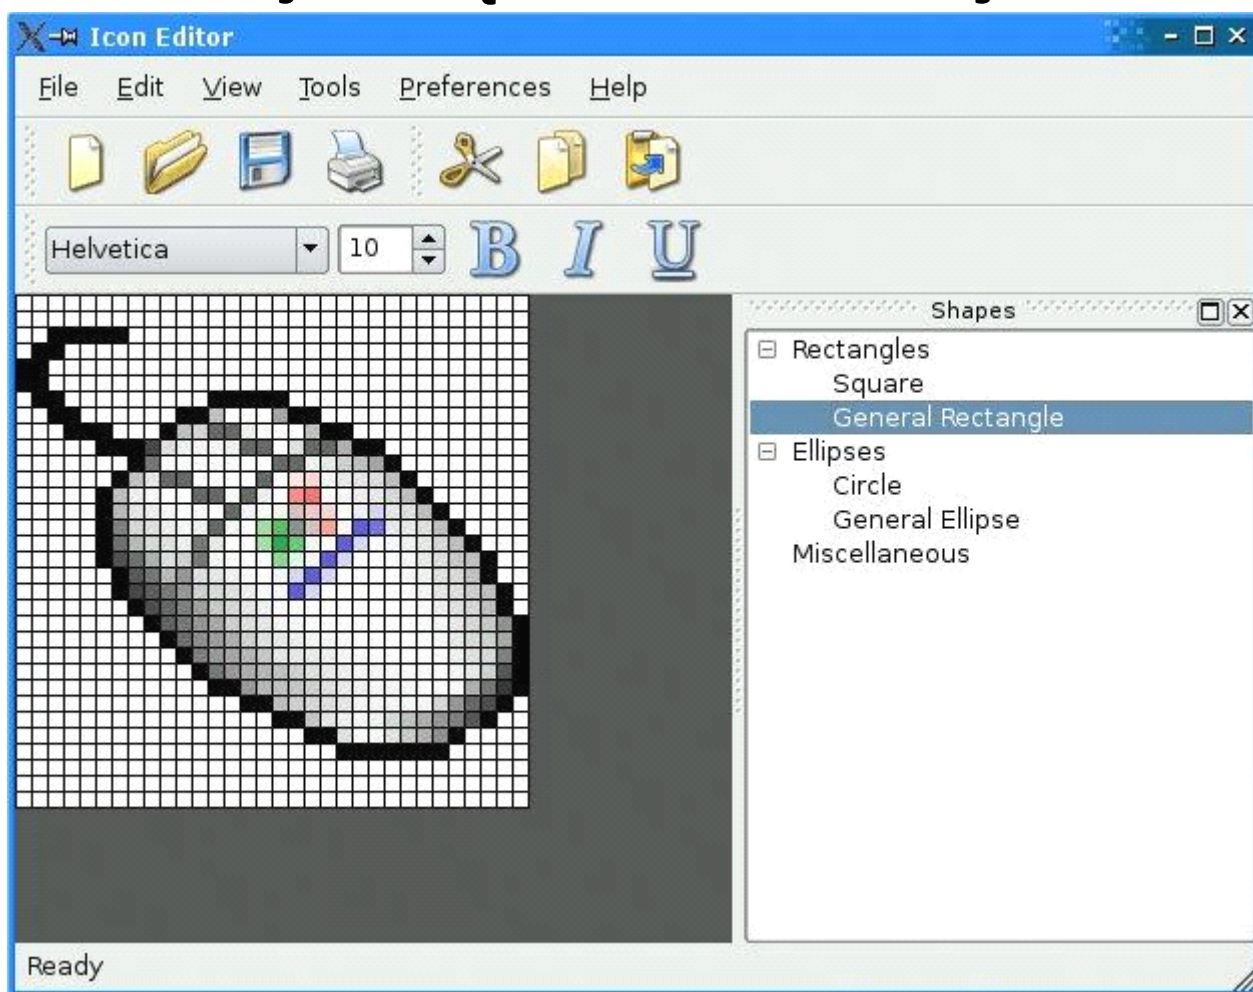 Icon Editor
File Edit View Tools Preferences Help
Helvetica 10 B I U
Shapes
Rectangles
Square
General Rectangle
Ellipses
Circle
General Ellipse
Miscellaneous
Ready